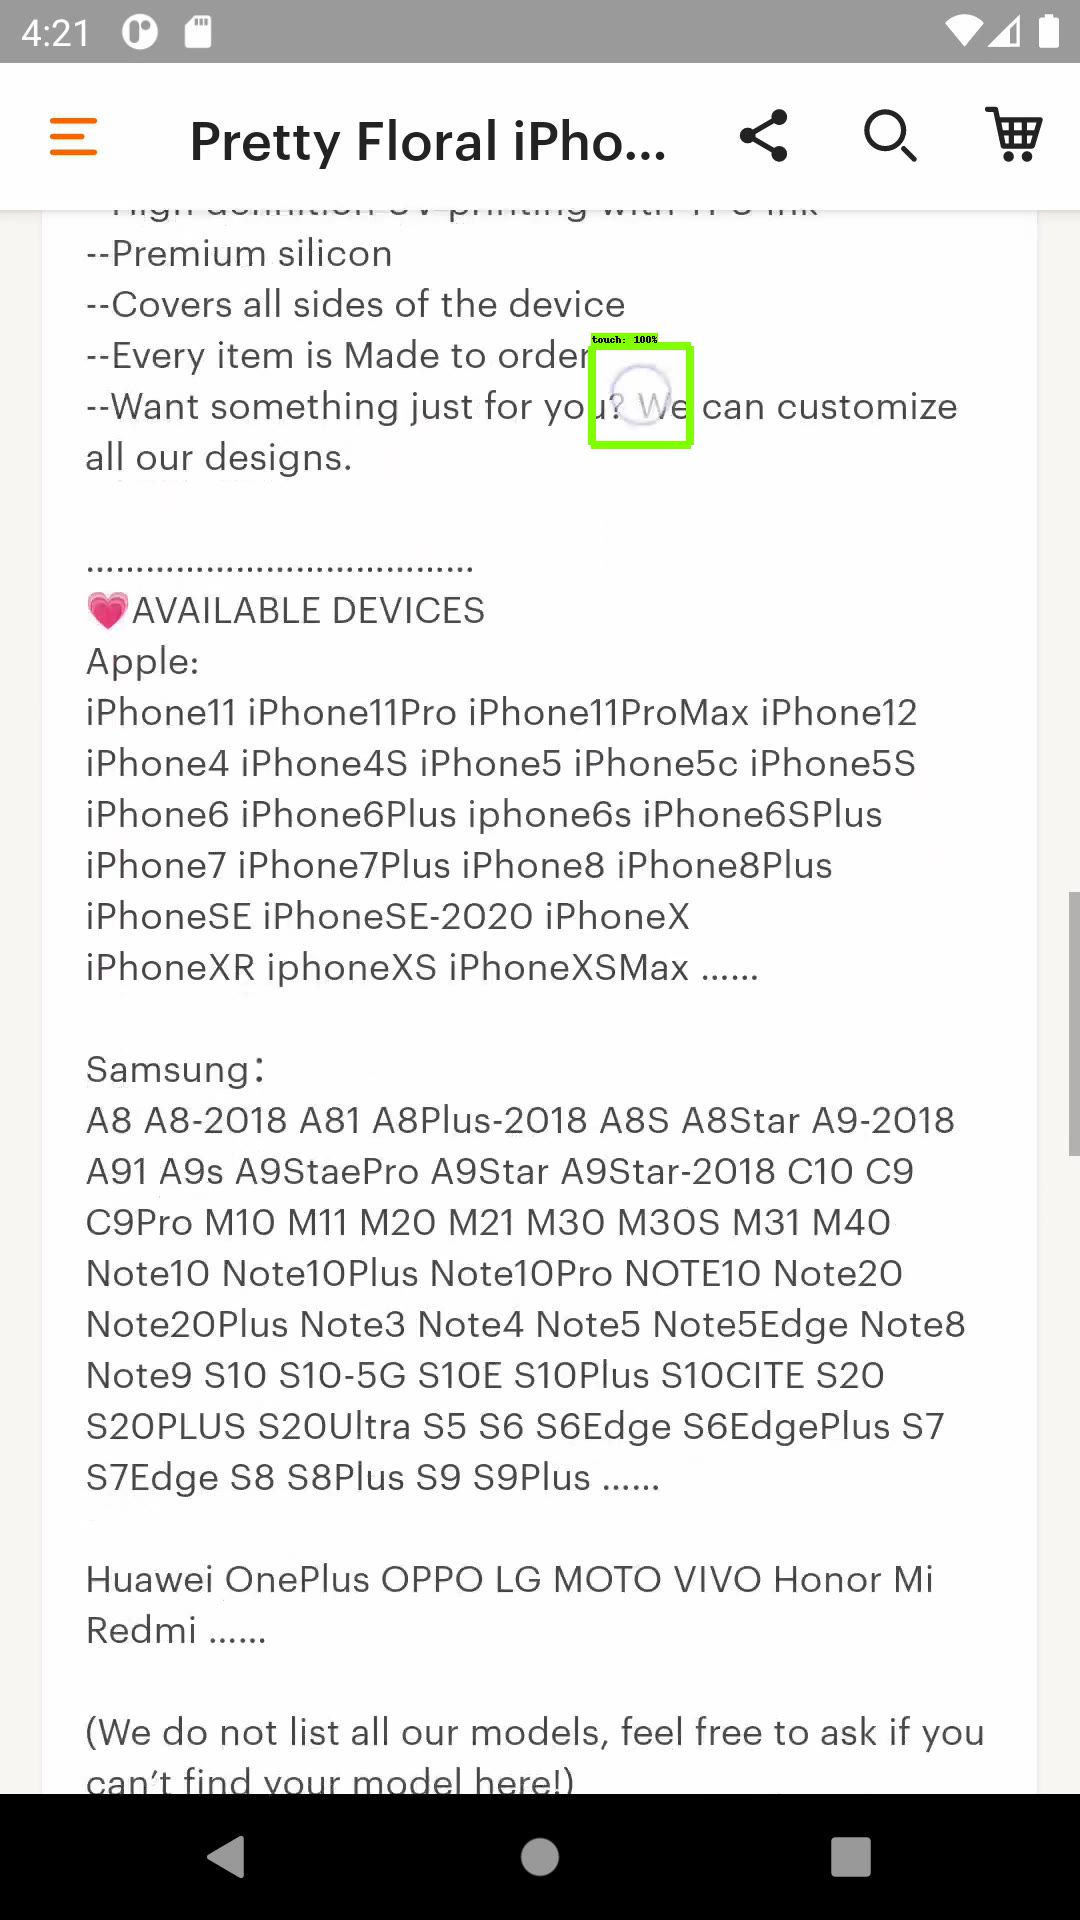 4:21
Pretty Floral iPho...
--High definition UV printing with TPU ink
--Premium silicon
--Covers all sides of the device
--Every item is Made to order
touch: 100%
--Want something just for you? We can customize
all our designs.
.......................................
💗AVAILABLE DEVICES
Apple:
iPhone11 iPhone11Pro iPhone11ProMax iPhone12
iPhone4 iPhone4S iPhone5 iPhone5c iPhone5S
iPhone6 iPhone6Plus iphone6s iPhone6SPlus
iPhone7 iPhone7Plus iPhone8 iPhone8Plus
iPhoneSE iPhoneSE-2020 iPhoneX
iPhoneXR iphoneXS iPhoneXSMax ......
Samsung：
A8 A8-2018 A81 A8Plus-2018 A8S A8Star A9-2018
A91 A9s A9StaePro A9Star A9Star-2018 C10 C9
C9Pro M10 M11 M20 M21 M30 M30S M31 M40
Note10 Note10Plus Note10Pro NOTE10 Note20
Note20Plus Note3 Note4 Note5 Note5Edge Note8
Note9 S10 S10-5G S10E S10Plus S10CITE S20
S20PLUS S20Ultra S5 S6 S6Edge S6EdgePlus S7
S7Edge S8 S8Plus S9 S9Plus ......
Huawei OnePlus OPPO LG MOTO VIVO Honor Mi
Redmi ......
(We do not list all our models, feel free to ask if you
can’t find your model here!)